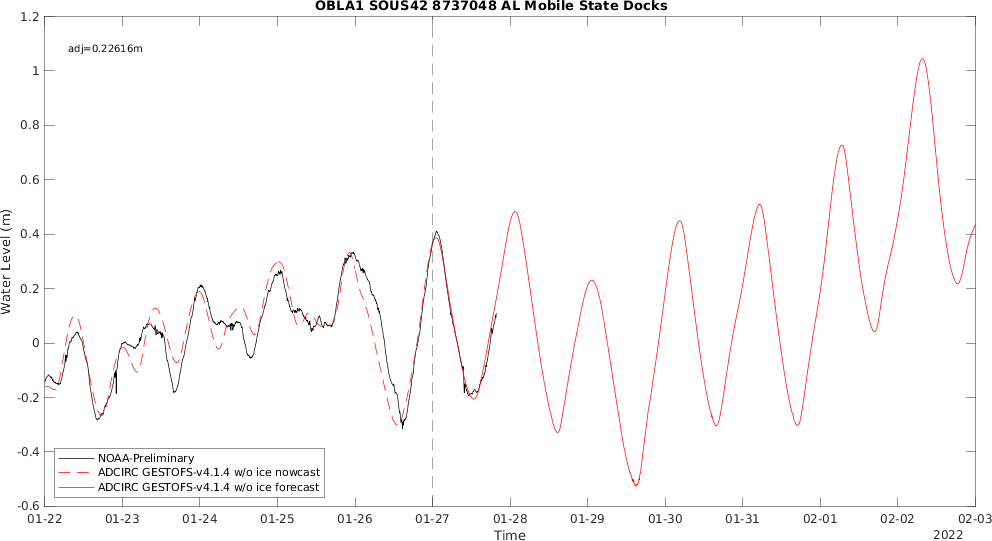 OBLA1 SOUS42 8737048 AL Mobile State Docks
adj=0.22616m
1.2
1
0.8
0.6
0.4
0.2
0
-0.2
-0.4
-0.6
Water Level (m)
NOAA-Preliminary
ADCIRC GESTOFS-v4.1.4 w/o ice nowcast
ADCIRC GESTOFS-v4.1.4 w/o ice forecast
01-22 01-23 01-24 01-25 01-26 01-27 01-28 01-29 01-30 01-31 02-01 02-02 02-03
Time
2022